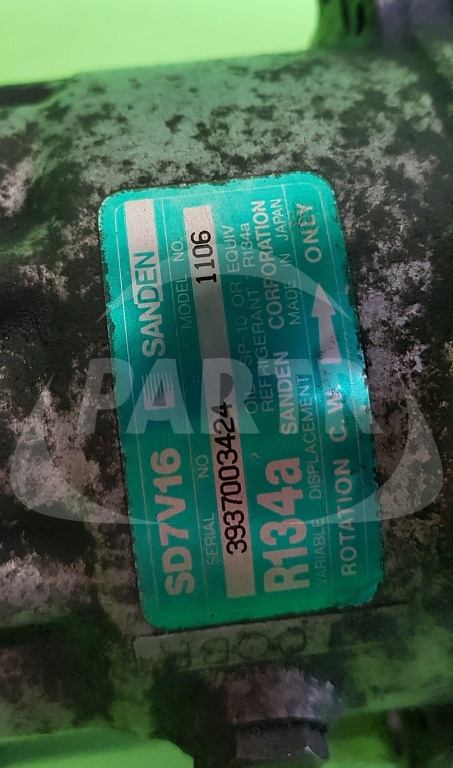 SD7V16 SANDEN
SERIAL NO MODEL NO.
3937003424 1106
R134a OIL SP-10 OR EQUIV
REFRIGERANT R134a
SANDEN CORPORATION
VARIABLE DISPLACEMENT MADE IN JAPAN
ROTATION C.W. ONLY